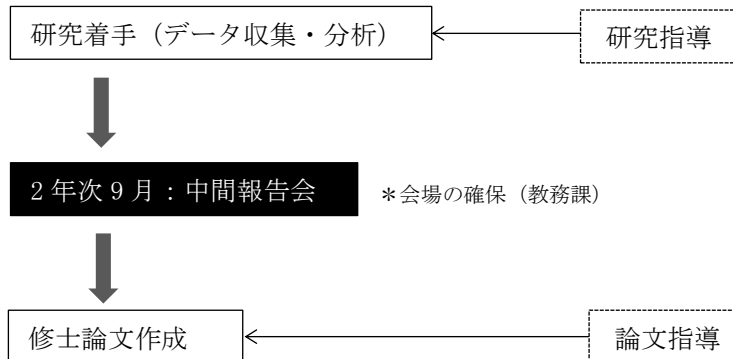 研究着手（データ収集・分析）
研究指導
2 年次 9 月：中間報告会
＊会場の確保（教務課）
修士論文作成
論文指導